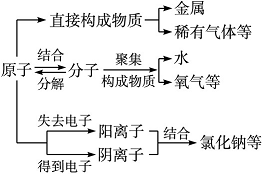 直接构成物质
金属
稀有气体等
原子
结合
分解
分子
聚集
构成物质
水
氧气等
失去电子
阳离子
得到电子
阴离子
结合
氯化钠等